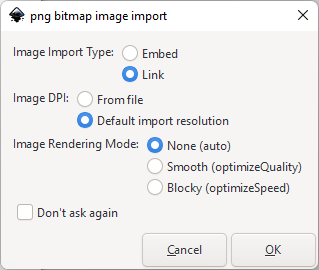 png bitmap image import
Image Import Type: Embed
Link
Image DPI: From file
Default import resolution
Image Rendering Mode: None (auto)
Smooth (optimizeQuality)
Blocky (optimizeSpeed)
Don't ask again
Cancel OK